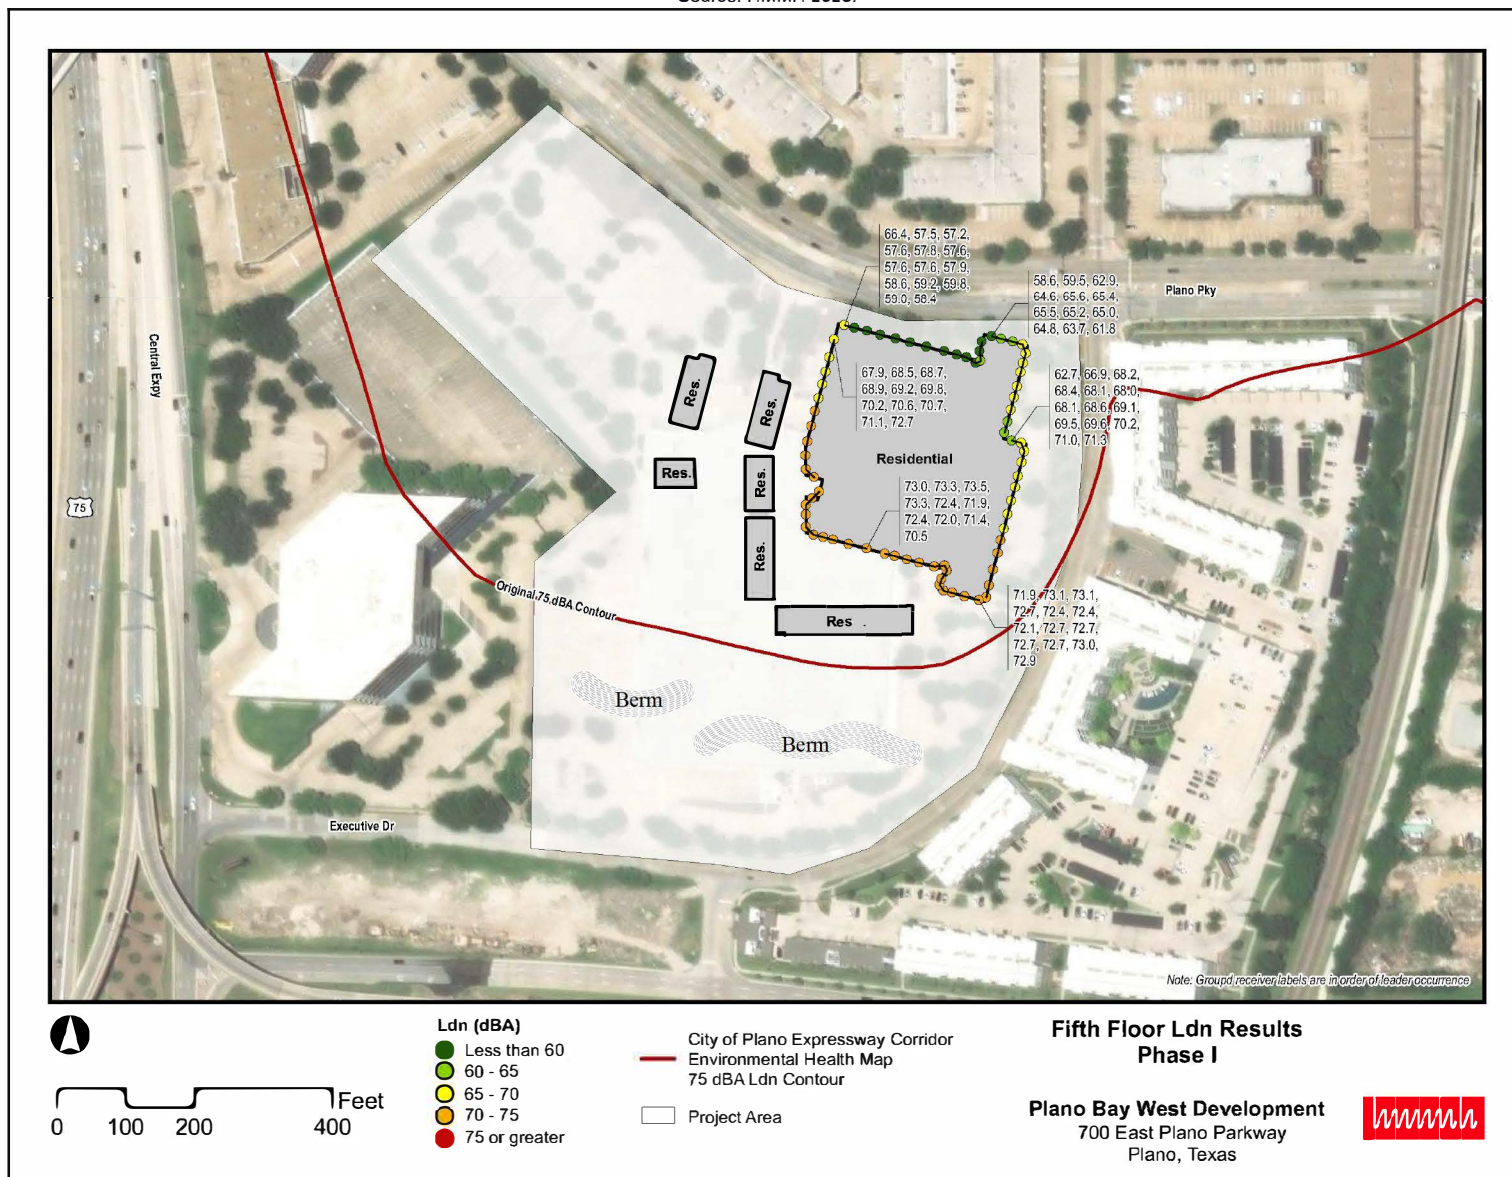 66.4, 57.5, 57.2,
57.6, 57.8, 57.6,
57.6, 57.6, 57.9,
58.6, 59.2, 59.8,
59.0, 58.4
58.6, 59.5, 62.9,
64.6, 65.6, 65.4,
65.5, 65.2, 65.0,
64.8, 63.7, 61.8
Plano Pky
Central Expy
75
67.9, 68.5, 68.7,
68.9, 69.2, 69.8,
70.2, 70.6, 70.7,
71.1, 72.7
62.7, 66.9, 68.2,
68.4, 68.1, 68.0,
68.1, 68.6, 69.1,
69.5, 69.6, 70.2,
71.0, 71.3
Res.
Res.
Res.
Res.
Res.
Res .
Residential
73.0, 73.3, 73.5,
73.3, 72.4, 71.9,
72.4, 72.0, 71.4,
70.5
Original 75 dBA Contour
71.9, 73.1, 73.1,
72.7, 72.4, 72.4,
72.1, 72.7, 72.7,
72.7, 72.7, 73.0,
72.9
Berm
Berm
Executive Dr
Note: Groupd receiver labels are in order of leader occurrence
Feet
0 100 200 400
Ldn (dBA)
Less than 60
60 - 65
65 - 70
70 - 75
75 or greater
City of Plano Expressway Corridor
Environmental Health Map
75 dBA Ldn Contour
Project Area
Fifth Floor Ldn Results
Phase I
Plano Bay West Development
700 East Plano Parkway
Plano, Texas
hmmh